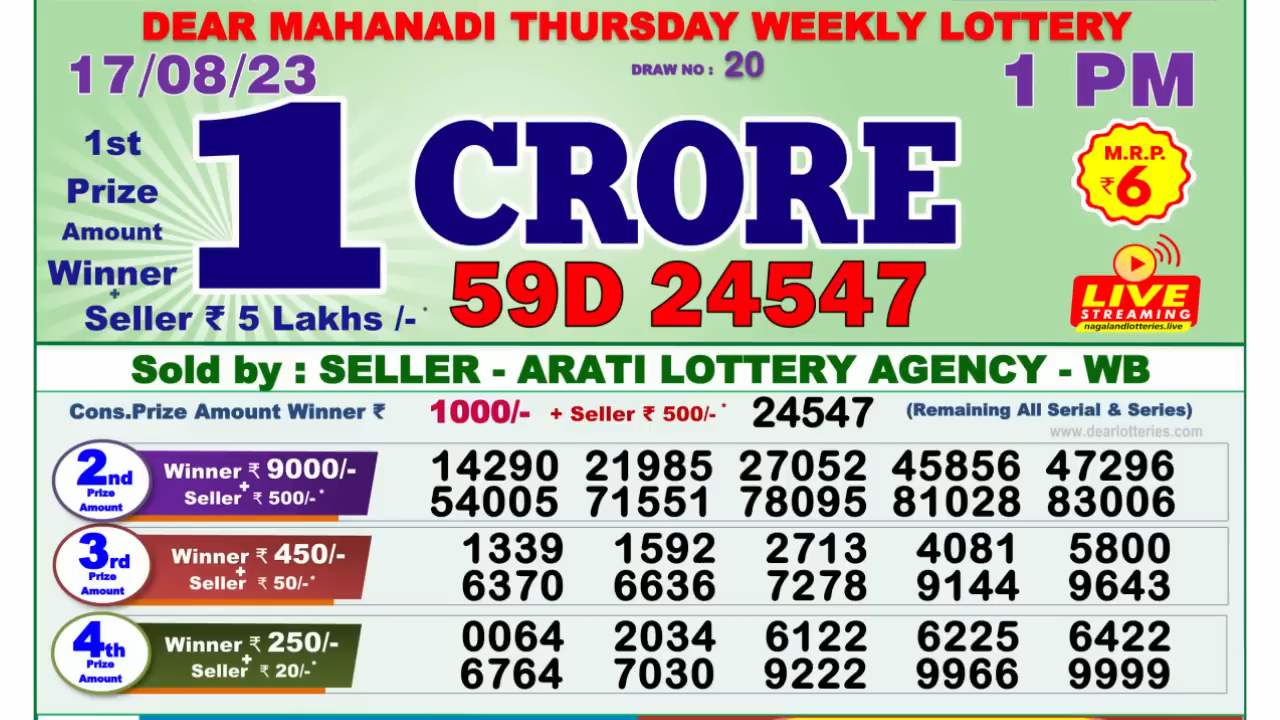 DEAR MAHANADI THURSDAY WEEKLY LOTTERY
17/08/23
DRAW NO : 20
1 PM
1st
Prize
Amount
Winner
+
Seller ₹ 5 Lakhs /-*
1 CRORE
59D 24547
M.R.P.
₹6
LIVE
STREAMING
nagalandlotteries.live
Sold by : SELLER - ARATI LOTTERY AGENCY - WB
Cons.Prize Amount Winner ₹ 1000/- + Seller ₹ 500/-* 24547 (Remaining All Serial & Series)
www.dearlotteries.com
2nd
Prize
Amount
Winner ₹ 9000/-
+
Seller ₹ 500/-*
14290 21985 27052 45856 47296
54005 71551 78095 81028 83006
3rd
Prize
Amount
Winner ₹ 450/-
+
Seller ₹ 50/-*
1339 1592 2713 4081 5800
6370 6636 7278 9144 9643
4th
Prize
Amount
Winner ₹ 250/-
+
Seller ₹ 20/-*
0064 2034 6122 6225 6422
6764 7030 9222 9966 9999